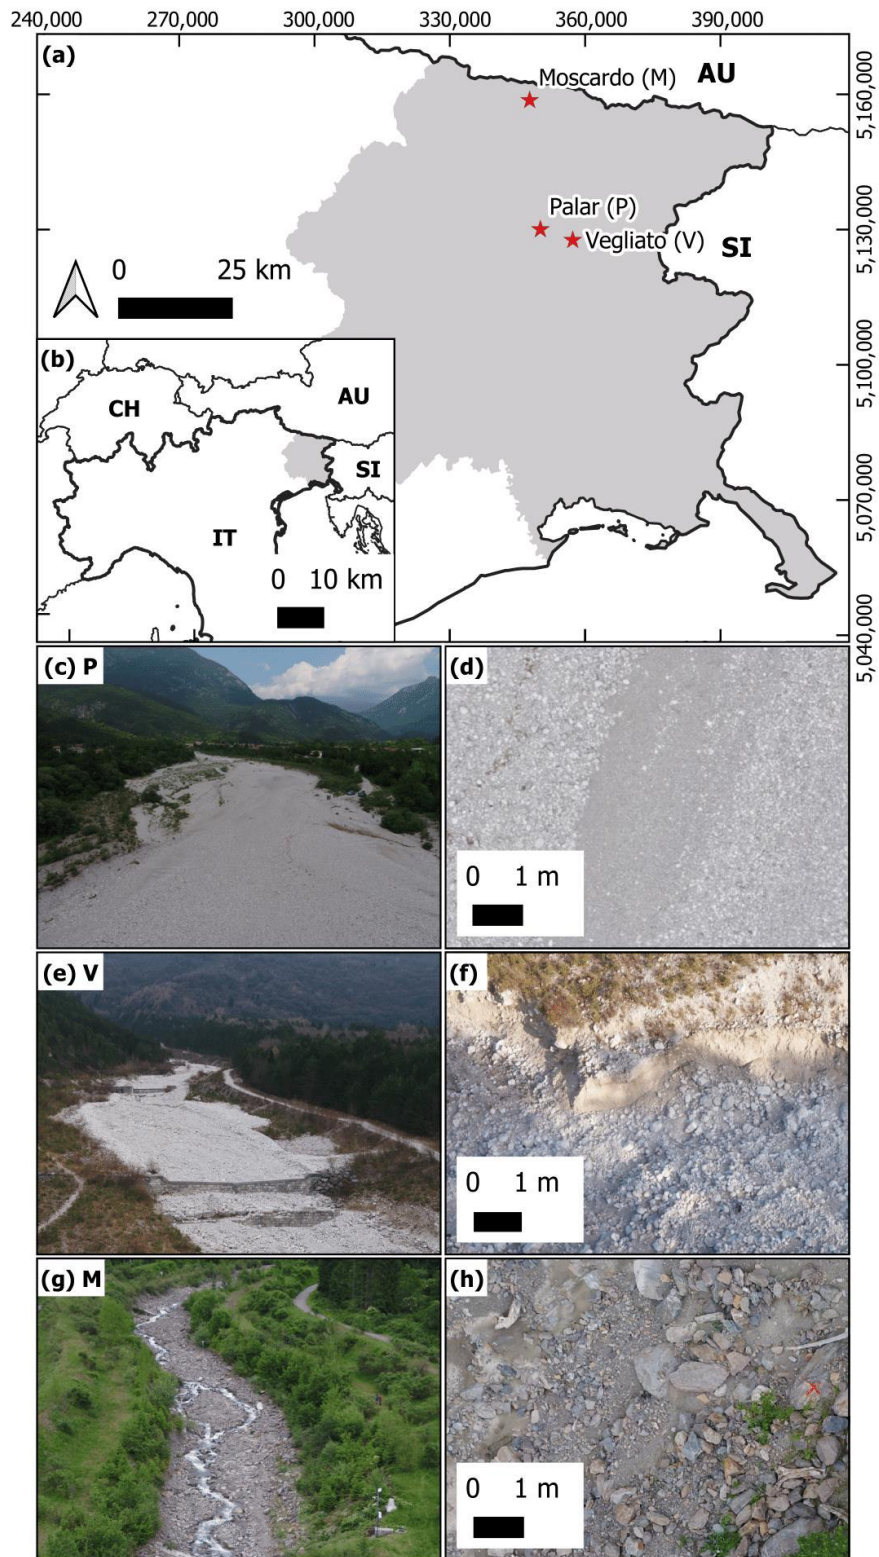 240,000 270,000 300,000 330,000 360,000 390,000
(a)
Moscardo (M)
AU
5,160,000
Palar (P)
Vegliato (V)
SI
5,130,000
0 25 km
5,100,000
5,070,000
5,040,000
(b)
CH
AU
SI
IT
0 10 km
(c) P
(d)
0 1 m
(e) V
(f)
0 1 m
(g) M
(h)
0 1 m